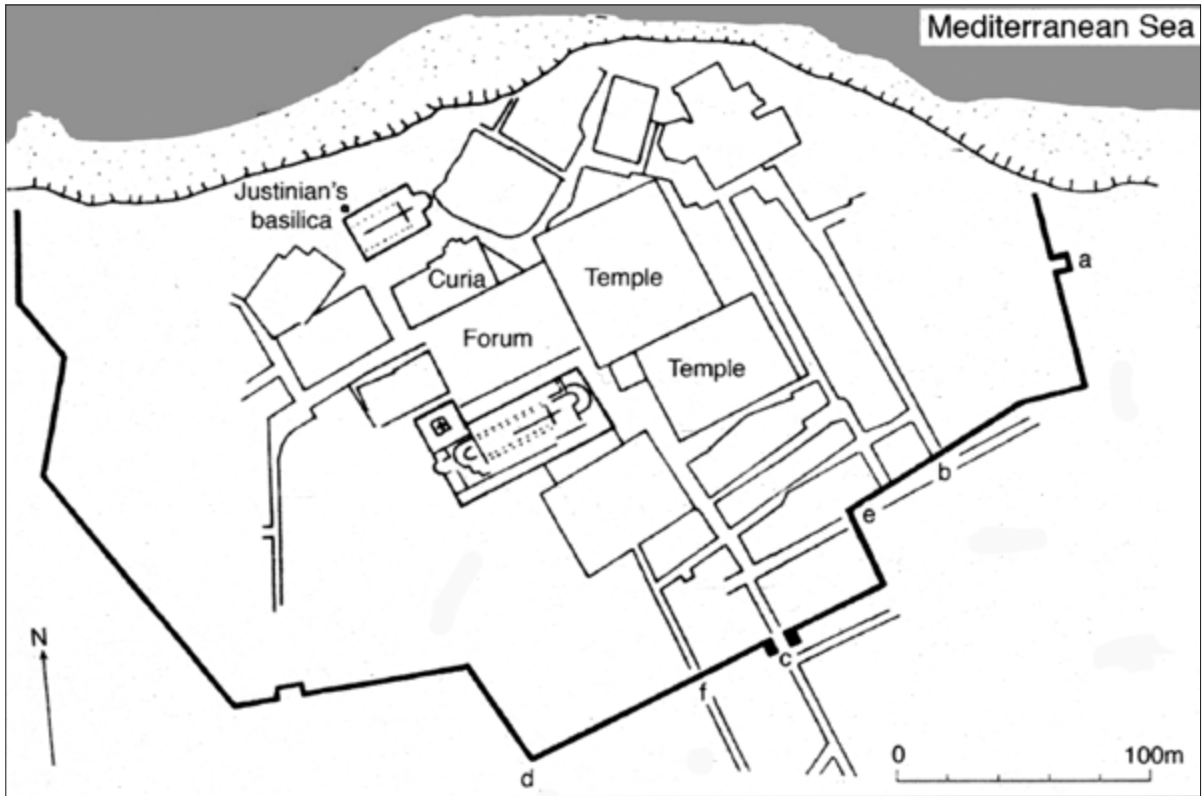 Mediterranean Sea
Justinian's
basilica
Curia
Temple
a
Forum
Temple
b
e
N
c
f
d
0 100m